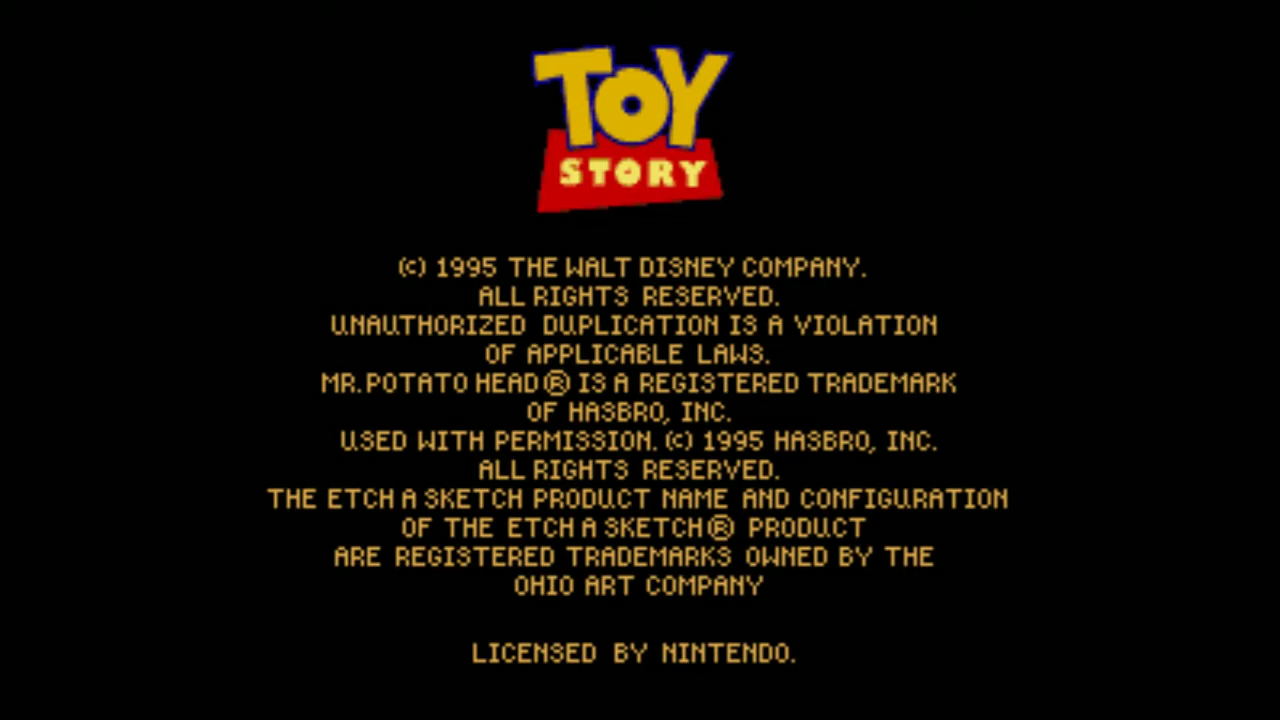 TOY
STORY
(c) 1995 THE WALT DISNEY COMPANY.
ALL RIGHTS RESERVED.
UNAUTHORIZED DUPLICATION IS A VIOLATION
OF APPLICABLE LAWS.
MR. POTATO HEAD® IS A REGISTERED TRADEMARK
OF HASBRO, INC.
USED WITH PERMISSION. (c) 1995 HASBRO, INC.
ALL RIGHTS RESERVED.
THE ETCH A SKETCH PRODUCT NAME AND CONFIGURATION
OF THE ETCH A SKETCH® PRODUCT
ARE REGISTERED TRADEMARKS OWNED BY THE
OHIO ART COMPANY
LICENSED BY NINTENDO.